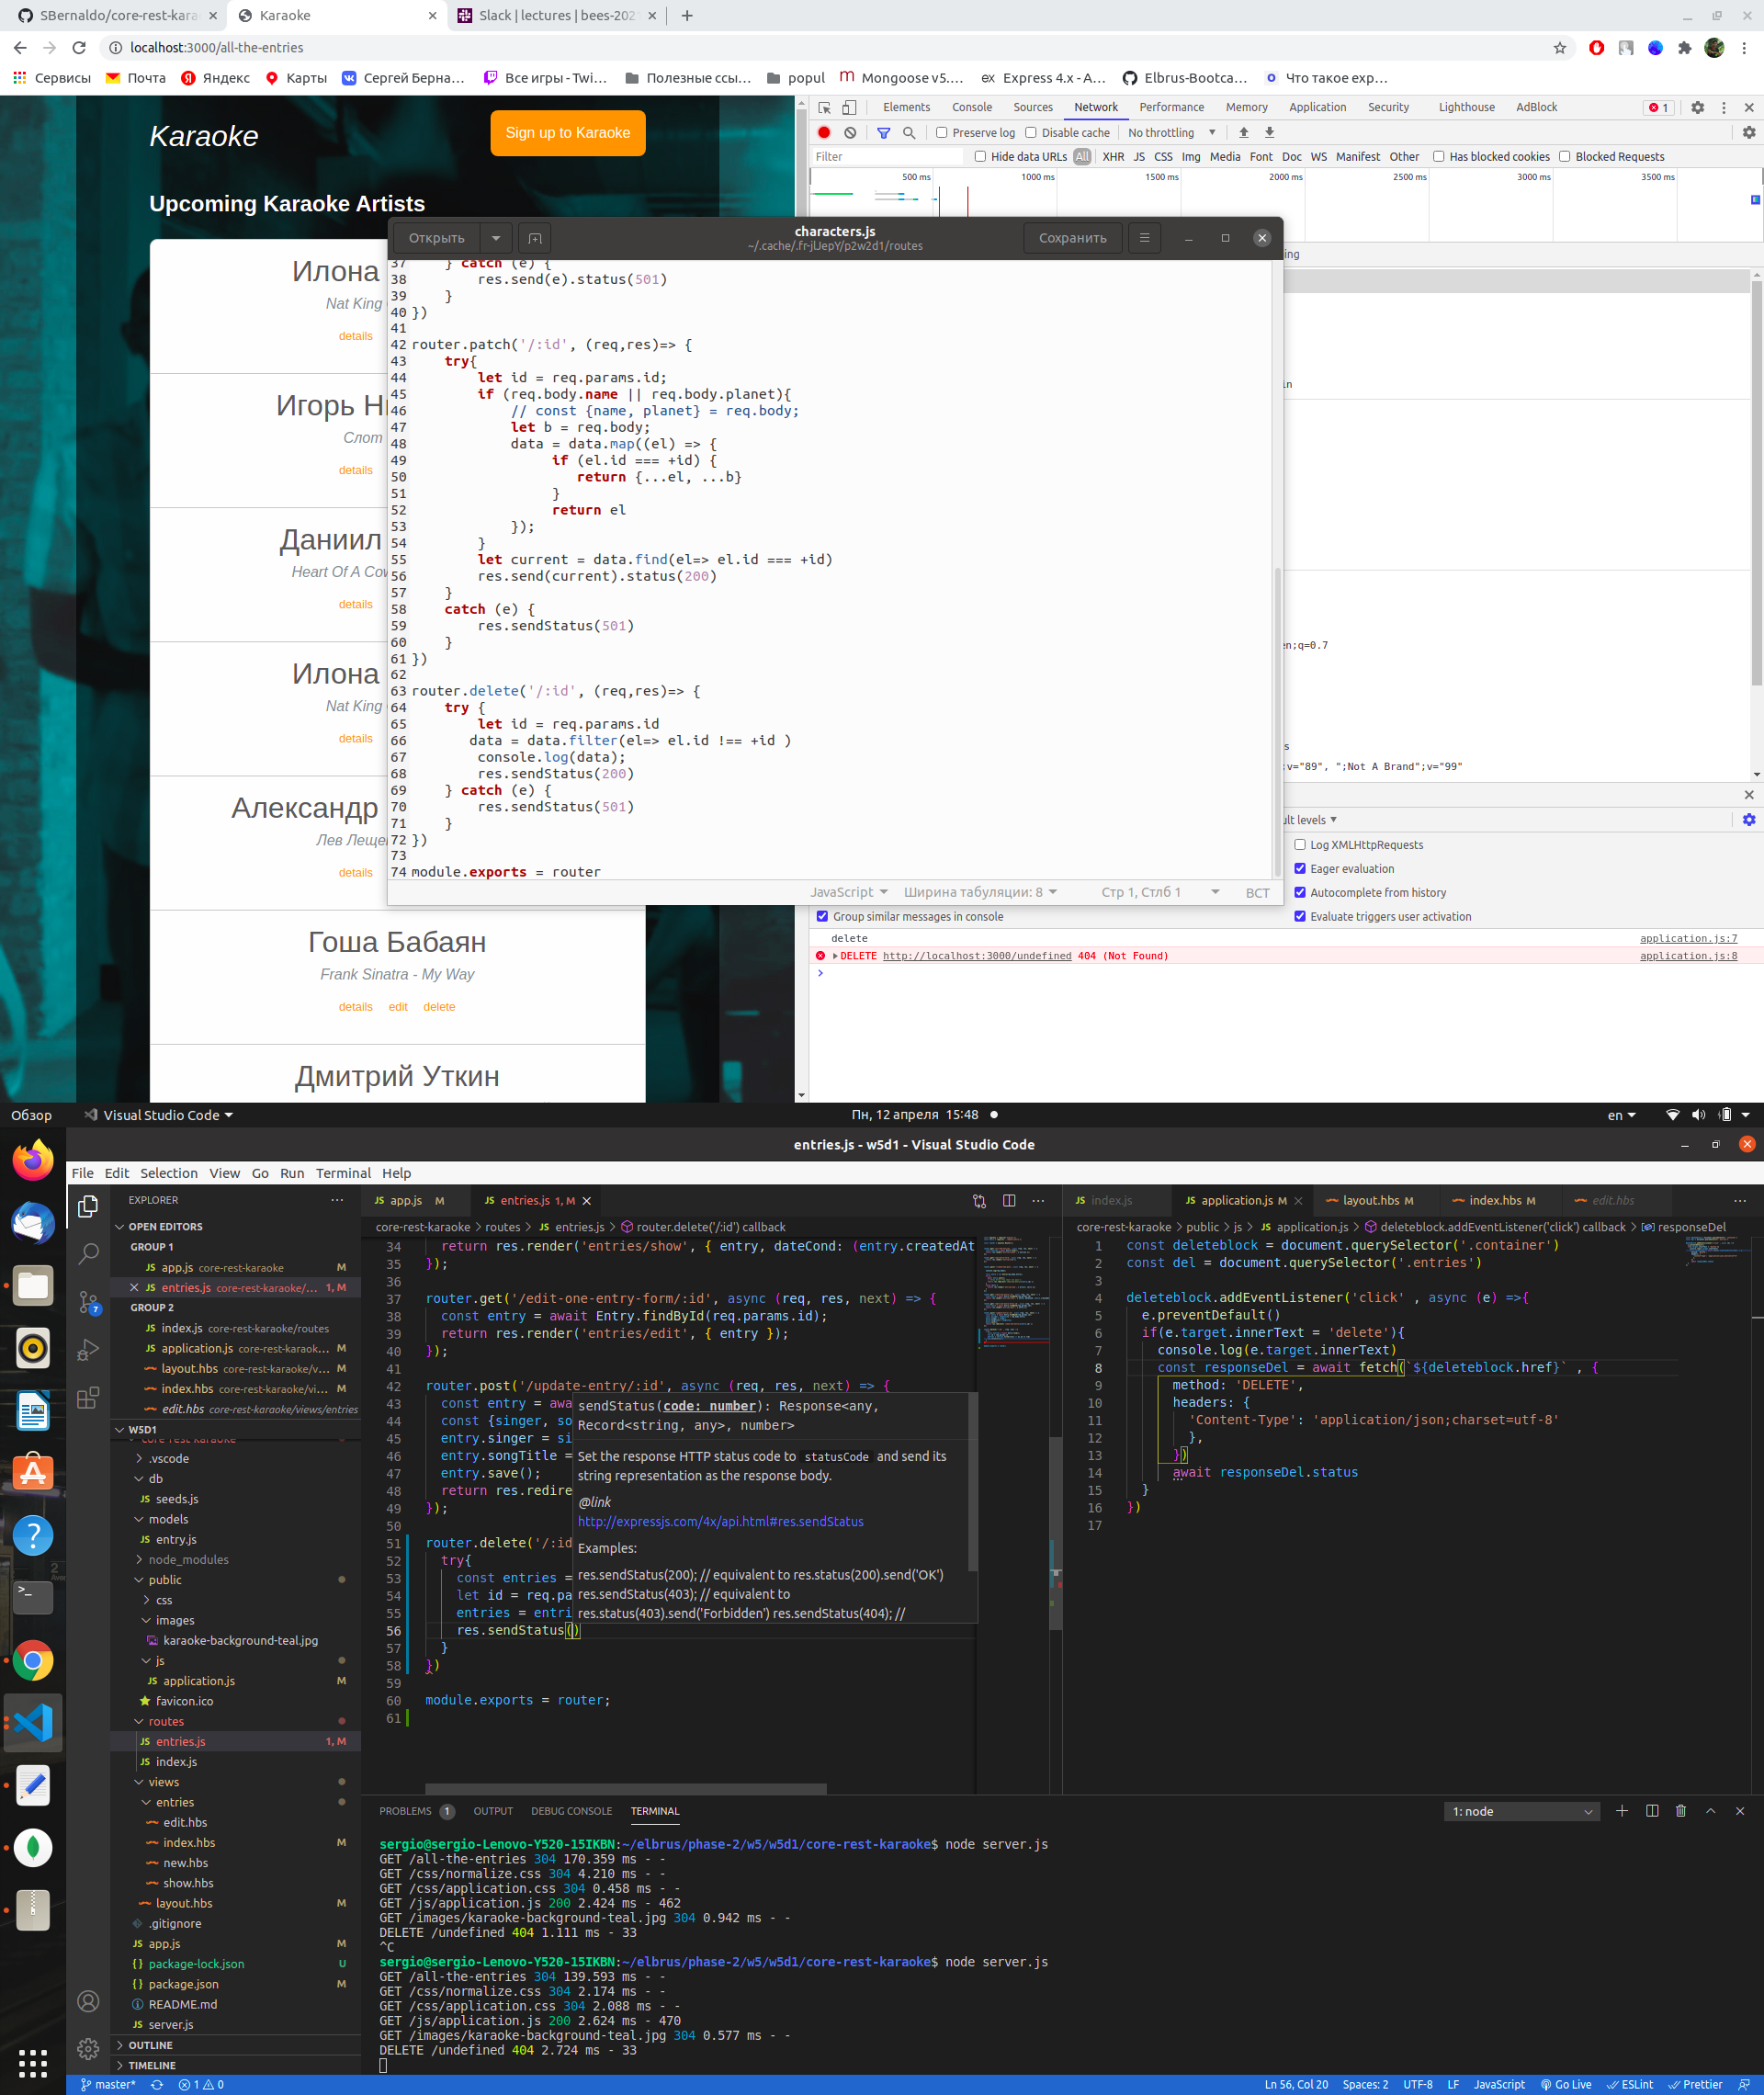 SBernaldo/core-rest-kara
Karaoke
Slack | lectures | bees-202
localhost:3000/all-the-entries
Сервисы
Почта
Яндекс
Карты
Сергей Берна...
Все игры - Twi...
Полезные ссы...
popul
Mongoose v5....
Express 4.x - A...
Elbrus-Bootca...
Что такое exp...
Karaoke
Sign up to Karaoke
Upcoming Karaoke Artists
Илона
Nat King
details
Игорь Н
Слот
details
Даниил
Heart Of A Co
details
Илона
Nat King
details
Александр
Лев Леще
details
Гоша Бабаян
Frank Sinatra - My Way
details edit delete
Дмитрий Уткин
Elements Console Sources Network Performance Memory Application Security Lighthouse AdBlock 1
Preserve log Disable cache No throttling
Filter Hide data URLs All XHR JS CSS Img Media Font Doc WS Manifest Other Has blocked cookies Blocked Requests
500 ms 1000 ms 1500 ms 2000 ms 2500 ms 3000 ms 3500 ms
ing
in
en;q=0.7
s
;v="89", ";Not A Brand";v="99"
ult levels
Log XMLHttpRequests
Eager evaluation
Autocomplete from history
Group similar messages in console
Evaluate triggers user activation
delete application.js:7
DELETE http://localhost:3000/undefined 404 (Not Found) application.js:8
Открыть
characters.js
~/.cache/.fr-jlJepY/p2w2d1/routes
Сохранить
37 } catch (e) {
38 res.send(e).status(501)
39 }
40 })
41
42 router.patch('/:id', (req,res)=> {
43 try{
44 let id = req.params.id;
45 if (req.body.name || req.body.planet){
46 // const {name, planet} = req.body;
47 let b = req.body;
48 data = data.map((el) => {
49 if (el.id === +id) {
50 return {...el, ...b}
51 }
52 return el
53 });
54 }
55 let current = data.find(el=> el.id === +id)
56 res.send(current).status(200)
57 }
58 catch (e) {
59 res.sendStatus(501)
60 }
61 })
62
63 router.delete('/:id', (req,res)=> {
64 try {
65 let id = req.params.id
66 data = data.filter(el=> el.id !== +id )
67 console.log(data);
68 res.sendStatus(200)
69 } catch (e) {
70 res.sendStatus(501)
71 }
72 })
73
74 module.exports = router
JavaScript Ширина табуляции: 8 Стр 1, Стлб 1 ВСТ
Обзор Visual Studio Code Пн, 12 апреля 15:48 en
entries.js - w5d1 - Visual Studio Code
File Edit Selection View Go Run Terminal Help
EXPLORER
OPEN EDITORS
GROUP 1
app.js core-rest-karaoke M
entries.js core-rest-karaoke/... 1, M
GROUP 2
index.js core-rest-karaoke/routes
application.js core-rest-karaok... M
layout.hbs core-rest-karaoke/v... M
index.hbs core-rest-karaoke/vi... M
edit.hbs core-rest-karaoke/views/entries
W5D1
core-rest-karaoke
.vscode
db
seeds.js
models
entry.js
node_modules
public
css
images
karaoke-background-teal.jpg
js
application.js M
favicon.ico
routes
entries.js 1, M
index.js
views
entries
edit.hbs
index.hbs M
new.hbs
show.hbs
layout.hbs M
.gitignore
app.js M
package-lock.json U
package.json M
README.md
server.js
OUTLINE
TIMELINE
7
app.js M
entries.js 1, M
core-rest-karaoke > routes > entries.js > router.delete('/:id') callback
34 return res.render('entries/show', { entry, dateCond: (entry.createdAt
35 });
36
37 router.get('/edit-one-entry-form/:id', async (req, res, next) => {
38 const entry = await Entry.findById(req.params.id);
39 return res.render('entries/edit', { entry });
40 });
41
42 router.post('/update-entry/:id', async (req, res, next) => {
43 const entry = awa
44 const {singer, so
45 entry.singer = si
46 entry.songTitle =
47 entry.save();
48 return res.redire
49 });
50
51 router.delete('/:id
52 try{
53 const entries =
54 let id = req.pa
55 entries = entri
56 res.sendStatus()
57 }
58 })
59
60 module.exports = router;
61
sendStatus(code: number): Response<any,
Record<string, any>, number>
Set the response HTTP status code to statusCode and send its
string representation as the response body.
@link
http://expressjs.com/4x/api.html#res.sendStatus
Examples:
res.sendStatus(200); // equivalent to res.status(200).send('OK')
res.sendStatus(403); // equivalent to
res.status(403).send('Forbidden') res.sendStatus(404); //
index.js
application.js M
layout.hbs M
index.hbs M
edit.hbs
core-rest-karaoke > public > js > application.js > deleteblock.addEventListener('click') callback > responseDel
1 const deleteblock = document.querySelector('.container')
2 const del = document.querySelector('.entries')
3
4 deleteblock.addEventListener('click' , async (e) =>{
5 e.preventDefault()
6 if(e.target.innerText = 'delete'){
7 console.log(e.target.innerText)
8 const responseDel = await fetch(`${deleteblock.href}` , {
9 method: 'DELETE',
10 headers: {
11 'Content-Type': 'application/json;charset=utf-8'
12 },
13 })
14 await responseDel.status
15 }
16 })
17
PROBLEMS 1 OUTPUT DEBUG CONSOLE TERMINAL 1: node
sergio@sergio-Lenovo-Y520-15IKBN:~/elbrus/phase-2/w5/w5d1/core-rest-karaoke$ node server.js
GET /all-the-entries 304 170.359 ms - -
GET /css/normalize.css 304 4.210 ms - -
GET /css/application.css 304 0.458 ms - -
GET /js/application.js 200 2.424 ms - 462
GET /images/karaoke-background-teal.jpg 304 0.942 ms - -
DELETE /undefined 404 1.111 ms - 33
^C
sergio@sergio-Lenovo-Y520-15IKBN:~/elbrus/phase-2/w5/w5d1/core-rest-karaoke$ node server.js
GET /all-the-entries 304 139.593 ms - -
GET /css/normalize.css 304 2.174 ms - -
GET /css/application.css 304 2.088 ms - -
GET /js/application.js 200 2.624 ms - 470
GET /images/karaoke-background-teal.jpg 304 0.577 ms - -
DELETE /undefined 404 2.724 ms - 33
master* 1 0 Ln 56, Col 20 Spaces: 2 UTF-8 LF JavaScript Go Live ESLint Prettier